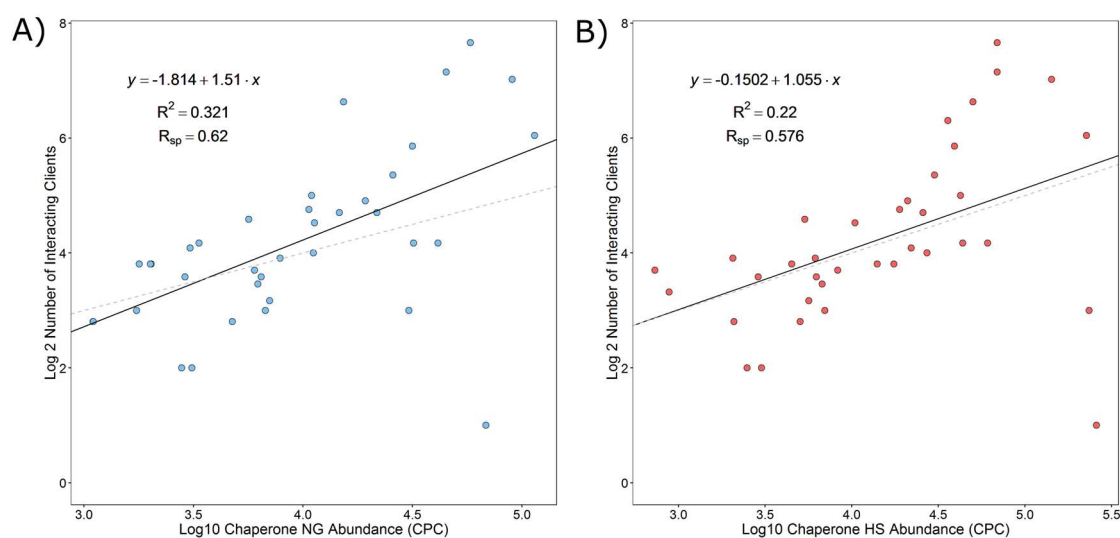 A)
y = -1.814 + 1.51 · x
R² = 0.321
Rsp = 0.62
Log 2 Number of Interacting Clients
8
6
4
2
0
3.0 3.5 4.0 4.5 5.0
Log10 Chaperone NG Abundance (CPC)
B)
y = -0.1502 + 1.055 · x
R² = 0.22
Rsp = 0.576
Log 2 Number of Interacting Clients
8
6
4
2
0
3.0 3.5 4.0 4.5 5.0 5.5
Log10 Chaperone HS Abundance (CPC)